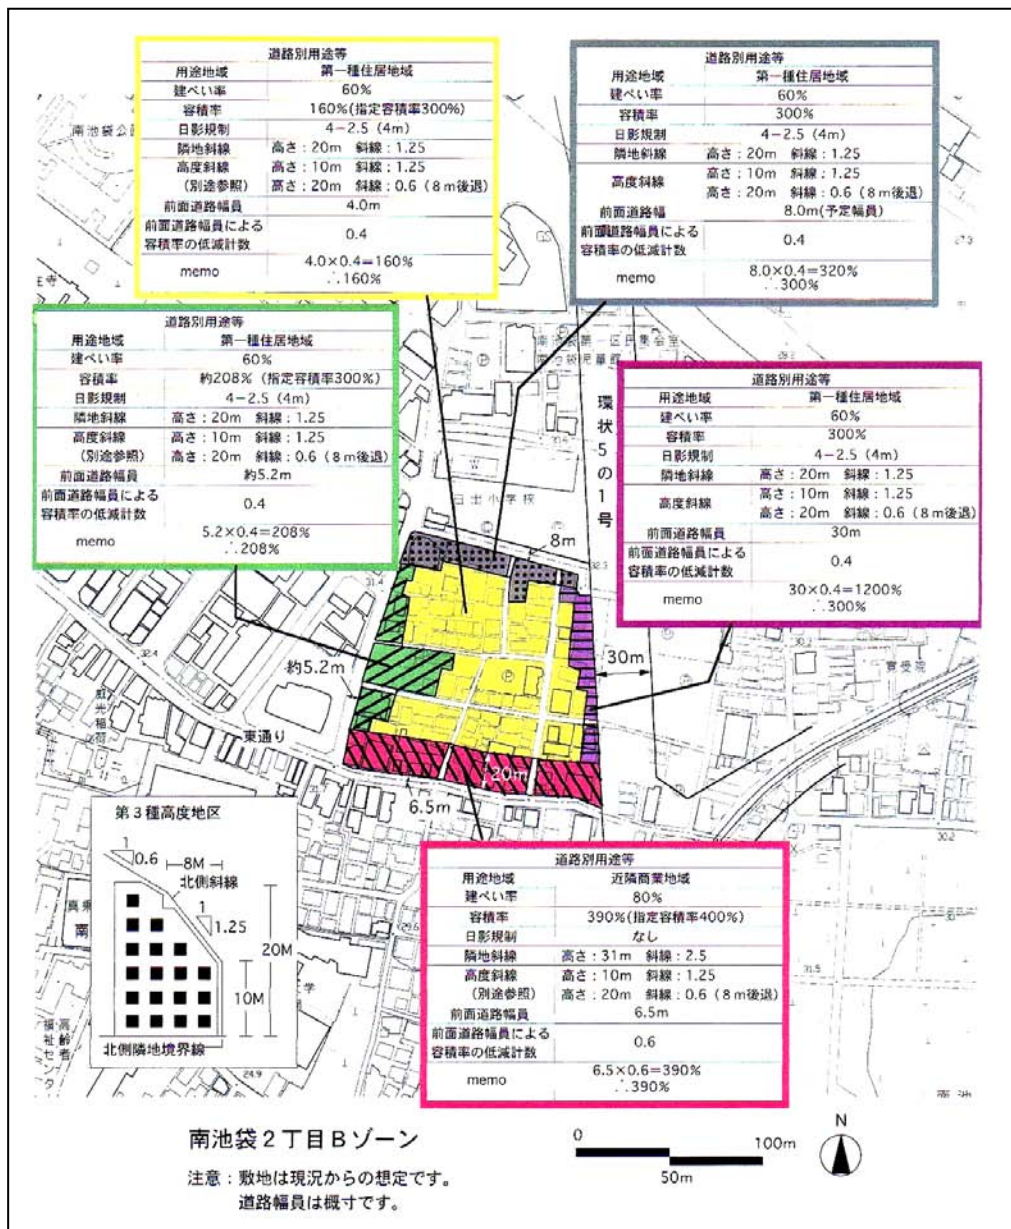 道路別用途等
用途地域 第一種住居地域
建ぺい率 60%
容積率 160%(指定容積率300%)
日影規制 4−2.5 (4m)
隣地斜線 高さ：20m 斜線：1.25
高度斜線 高さ：10m 斜線：1.25
(別途参照) 高さ：20m 斜線：0.6 (8m後退)
前面道路幅員 4.0m
前面道路幅員による
容積率の低減計数 0.4
memo 4.0×0.4＝160%
∴160%
道路別用途等
用途地域 第一種住居地域
建ぺい率 60%
容積率 300%
日影規制 4−2.5 (4m)
隣地斜線 高さ：20m 斜線：1.25
高度斜線 高さ：10m 斜線：1.25
高さ：20m 斜線：0.6 (8m後退)
前面道路幅 8.0m(予定幅員)
前面道路幅員による
容積率の低減計数 0.4
memo 8.0×0.4＝320%
∴300%
道路別用途等
用途地域 第一種住居地域
建ぺい率 60%
容積率 約208% (指定容積率300%)
日影規制 4−2.5 (4m)
隣地斜線 高さ：20m 斜線：1.25
高度斜線 高さ：10m 斜線：1.25
(別途参照) 高さ：20m 斜線：0.6 (8m後退)
前面道路幅員 約5.2m
前面道路幅員による
容積率の低減計数 0.4
memo 5.2×0.4＝208%
∴208%
道路別用途等
用途地域 第一種住居地域
建ぺい率 60%
容積率 300%
日影規制 4−2.5 (4m)
隣地斜線 高さ：20m 斜線：1.25
高度斜線 高さ：10m 斜線：1.25
高さ：20m 斜線：0.6 (8m後退)
前面道路幅員 30m
前面道路幅員による
容積率の低減計数 0.4
memo 30×0.4＝1200%
∴300%
南池袋公
27.3
環状5の1号
小学校
8m
32.3
31.4
32.4
約5.2m
30m
東通り
20m
6.5m
30.2
31.5
24.9
第3種高度地区
1
0.6
8M
北側斜線
1
1.25
20M
10M
北側隣地境界線
道路別用途等
用途地域 近隣商業地域
建ぺい率 80%
容積率 390%(指定容積率400%)
日影規制 なし
隣地斜線 高さ：31m 斜線：2.5
高度斜線 高さ：10m 斜線：1.25
(別途参照) 高さ：20m 斜線：0.6 (8m後退)
前面道路幅員 6.5m
前面道路幅員による
容積率の低減計数 0.6
memo 6.5×0.6＝390%
∴390%
南池
南池袋2丁目Bゾーン
注意：敷地は現況からの想定です。
道路幅員は概寸です。
0
50m
100m
N